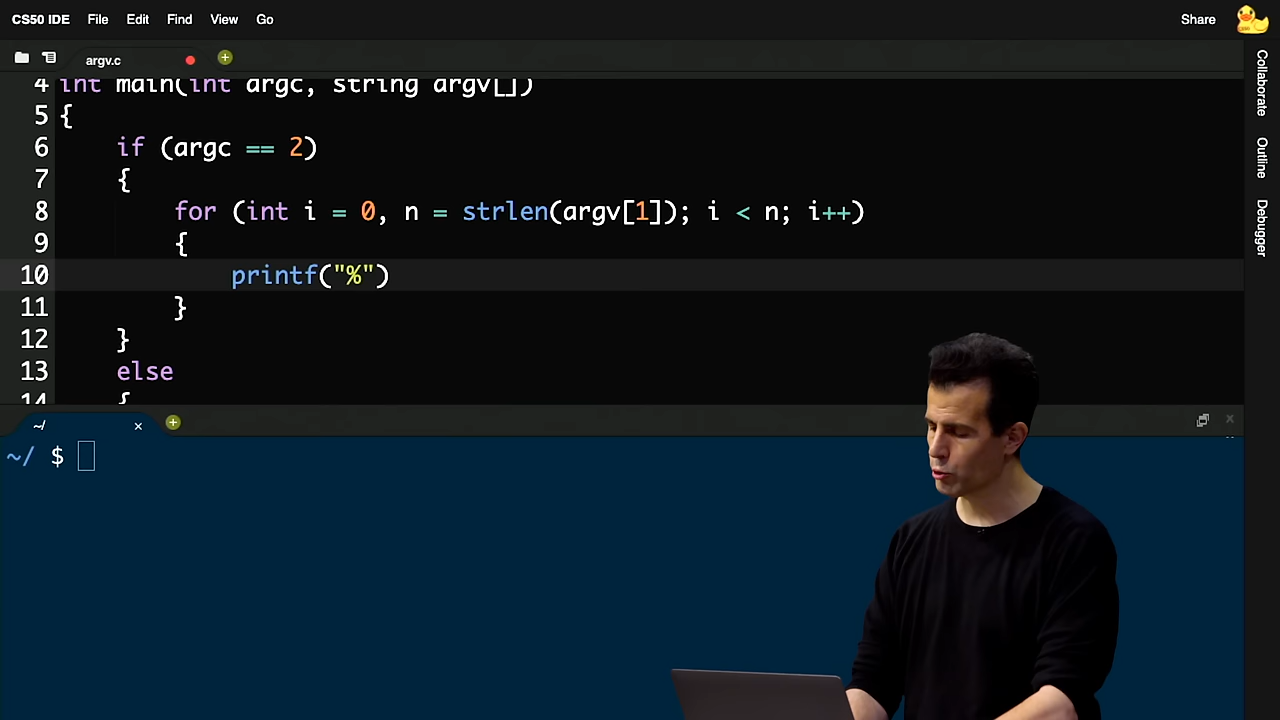 CS50 IDE File Edit Find View Go Share
argv.c
4 int main(int argc, string argv[])
5 {
6 if (argc == 2)
7 {
8 for (int i = 0, n = strlen(argv[1]); i < n; i++)
9 {
10 printf("%")
11 }
12 }
13 else
14 {
~/
~/ $
Collaborate
Outline
Debugger